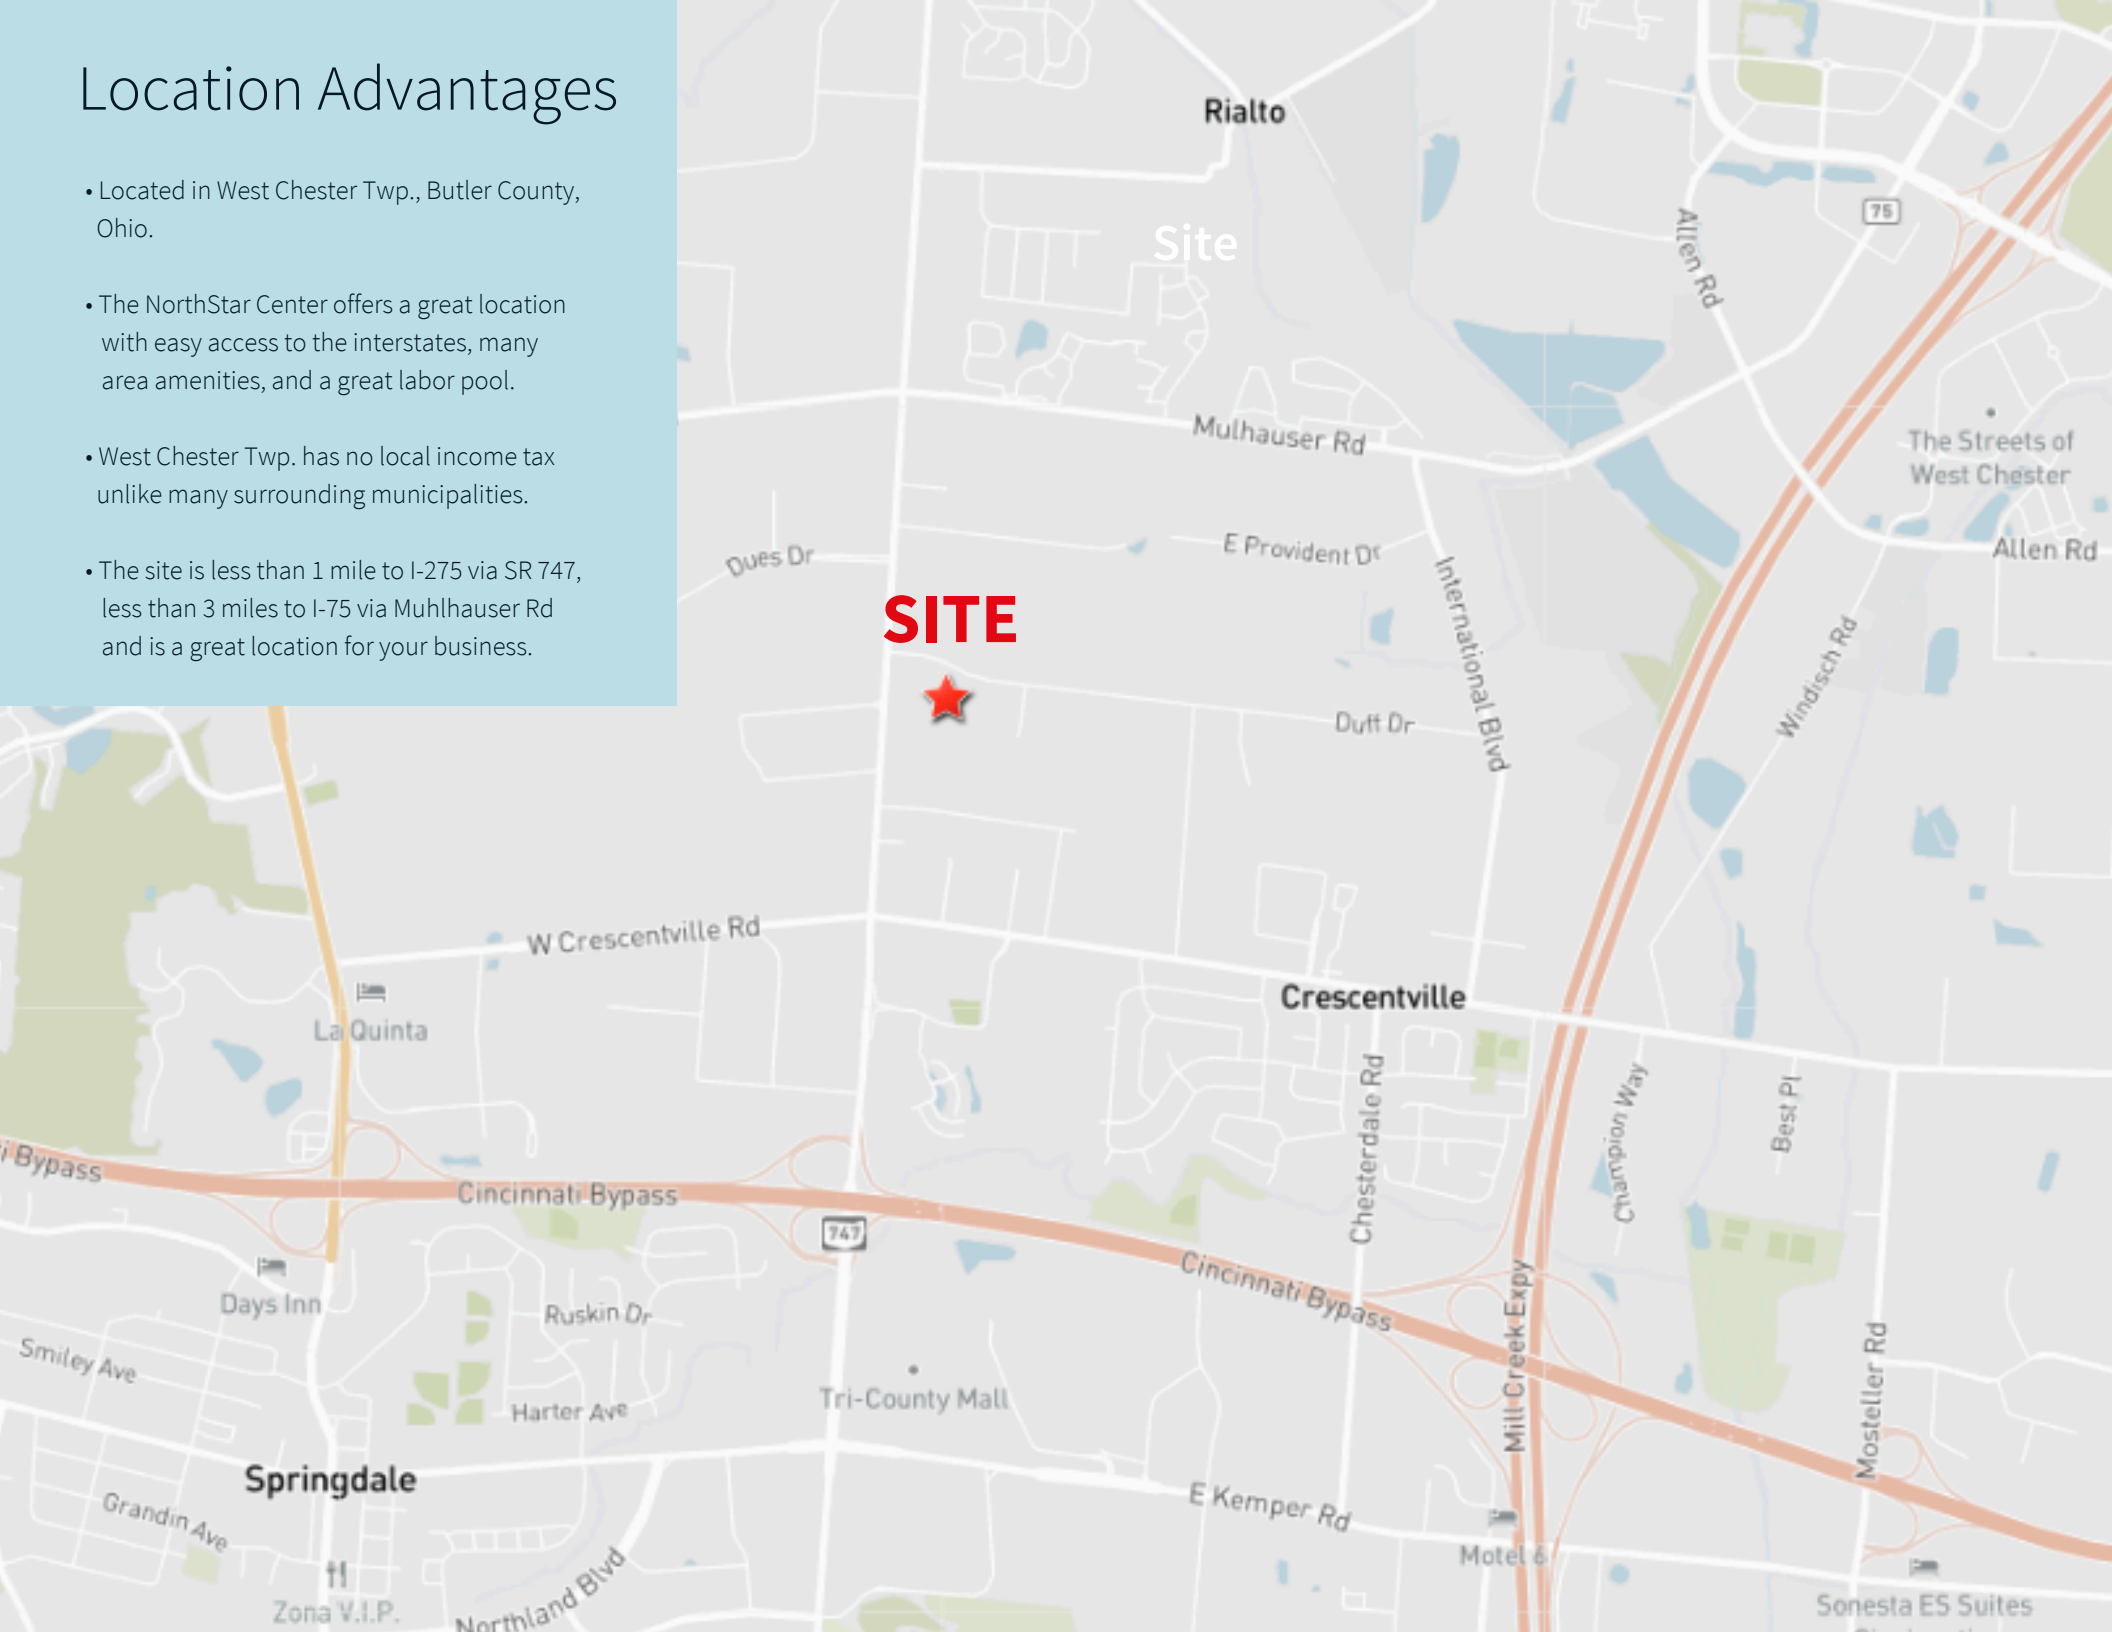 Location Advantages
• Located in West Chester Twp., Butler County,
Ohio.
• The NorthStar Center offers a great location
with easy access to the interstates, many
area amenities, and a great labor pool.
• West Chester Twp. has no local income tax
unlike many surrounding municipalities.
• The site is less than 1 mile to I-275 via SR 747,
less than 3 miles to I-75 via Muhlhauser Rd
and is a great location for your business.
Rialto
Site
75
Allen Rd
Mulhauser Rd
The Streets of
West Chester
Dues Dr
E Provident Dr
Allen Rd
International Blvd
SITE
Windisch Rd
Duff Dr
W Crescentville Rd
Crescentville
La Quinta
Chesterdale Rd
Champion Way
Best Pl
i Bypass
Cincinnati Bypass
747
Cincinnati Bypass
Days Inn
Ruskin Dr
Mill Creek Expy
Smiley Ave
Tri-County Mall
Harter Ave
Mosteller Rd
Springdale
E Kemper Rd
Grandin Ave
Motel 6
Northland Blvd
Zona V.I.P.
Sonesta ES Suites